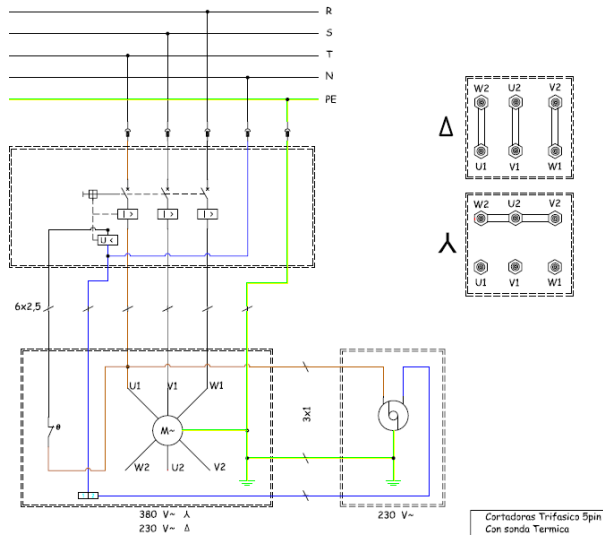 R
S
T
N
PE
W2 U2 V2
Δ
U1 V1 W1
I> I> I>
U<
W2 U2 V2
U1 V1 W1
6x2,5
U1 V1 W1
θ
M~
3x1
W2 U2 V2
380 V~ ⅄
230 V~ Δ
230 V~
Cortadoras Trifasico 5pin
Con sonda Termica